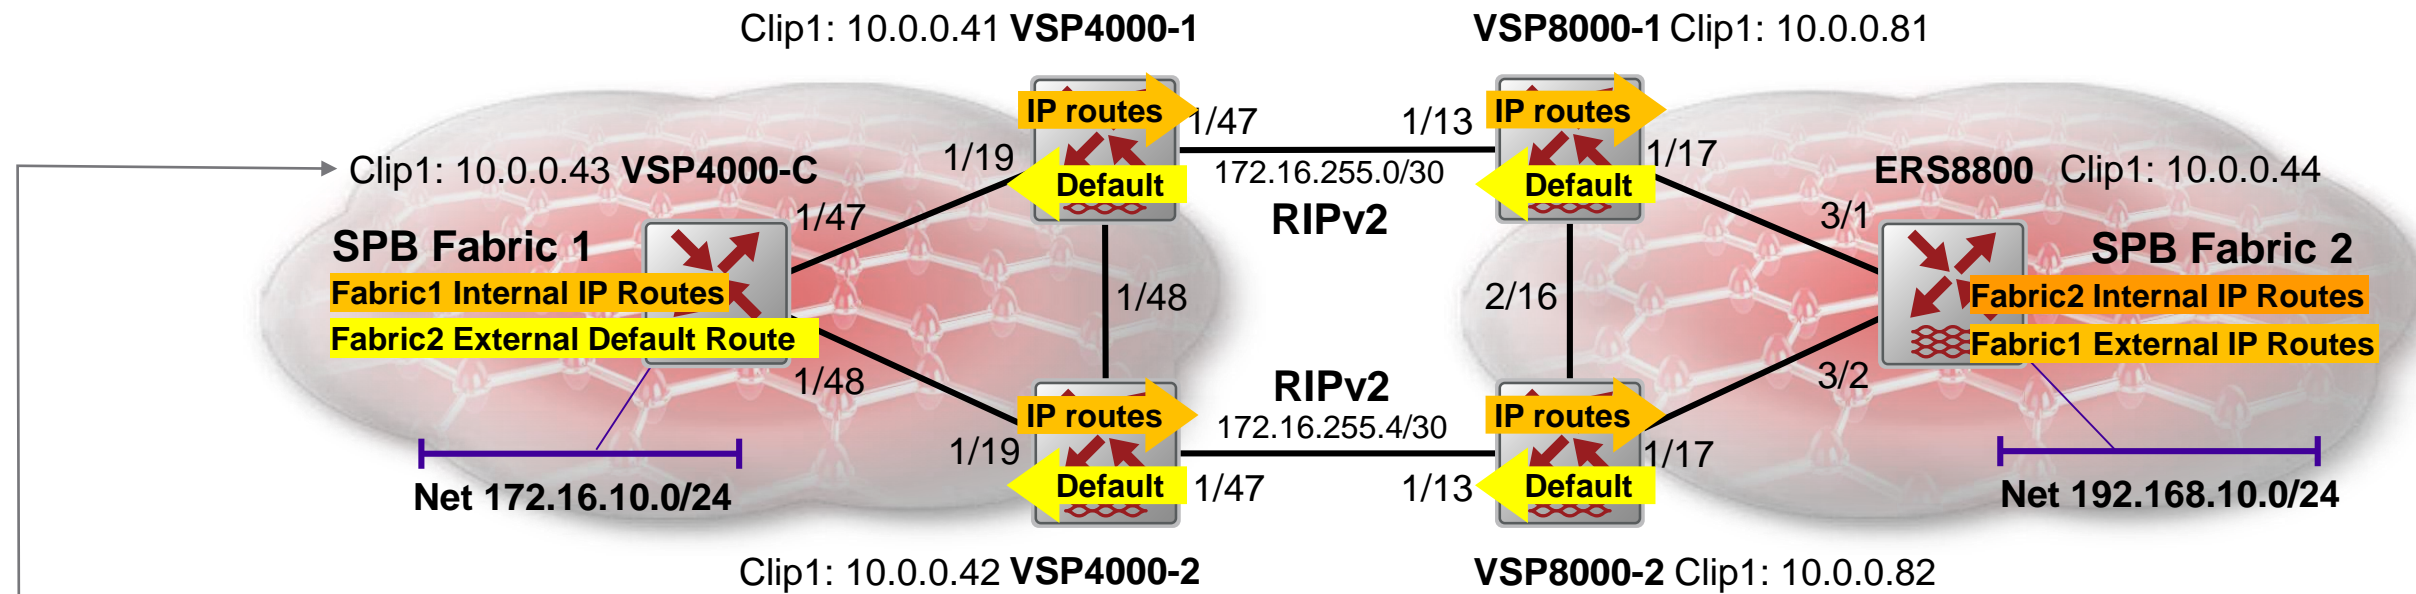 Clip1: 10.0.0.41 VSP4000-1
VSP8000-1 Clip1: 10.0.0.81
IP routes
1/47
1/13
IP routes
1/19
Default
172.16.255.0/30
RIPv2
Default
1/17
Clip1: 10.0.0.43 VSP4000-C
ERS8800 Clip1: 10.0.0.44
1/47
3/1
SPB Fabric 1
Fabric1 Internal IP Routes
Fabric2 External Default Route
1/48
2/16
SPB Fabric 2
Fabric2 Internal IP Routes
Fabric1 External IP Routes
1/48
3/2
RIPv2
172.16.255.4/30
IP routes
IP routes
1/19
Default
1/47
1/13
Default
1/17
Net 172.16.10.0/24
Net 192.168.10.0/24
Clip1: 10.0.0.42 VSP4000-2
VSP8000-2 Clip1: 10.0.0.82